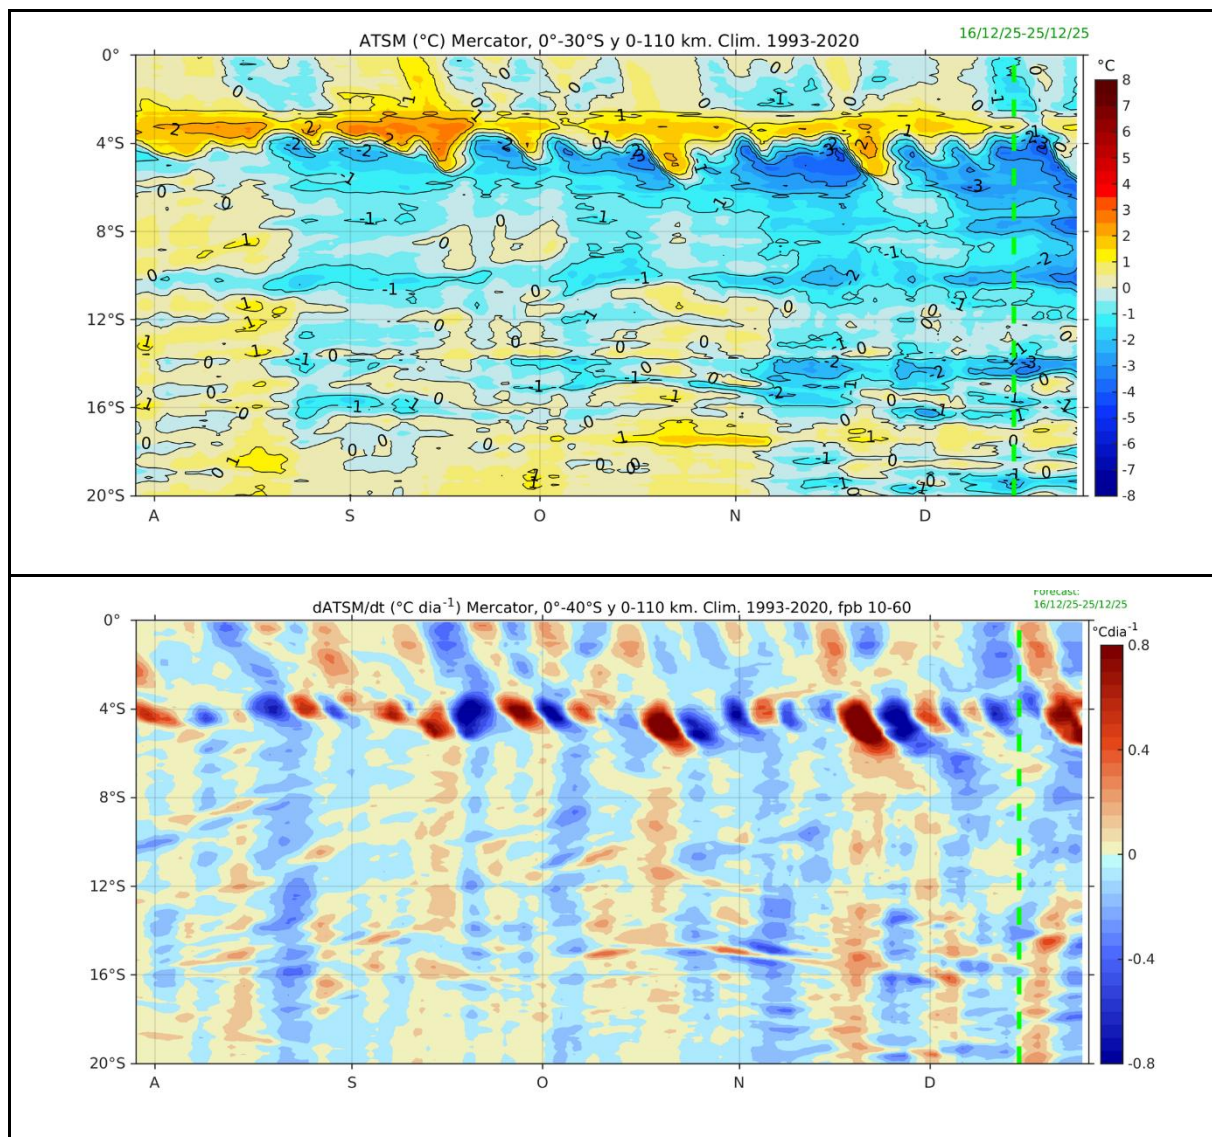 16/12/25-25/12/25
ATSM (°C) Mercator, 0°-30°S y 0-110 km. Clim. 1993-2020
°C
0°
4°S
8°S
12°S
16°S
20°S
A S O N D
8
7
6
5
4
3
2
1
0
-1
-2
-3
-4
-5
-6
-7
-8
Forecast:
16/12/25-25/12/25
dATSM/dt (°C dia-1) Mercator, 0°-40°S y 0-110 km. Clim. 1993-2020, fpb 10-60
°Cdia-1
0°
4°S
8°S
12°S
16°S
20°S
A S O N D
0.8
0.4
0
-0.4
-0.8